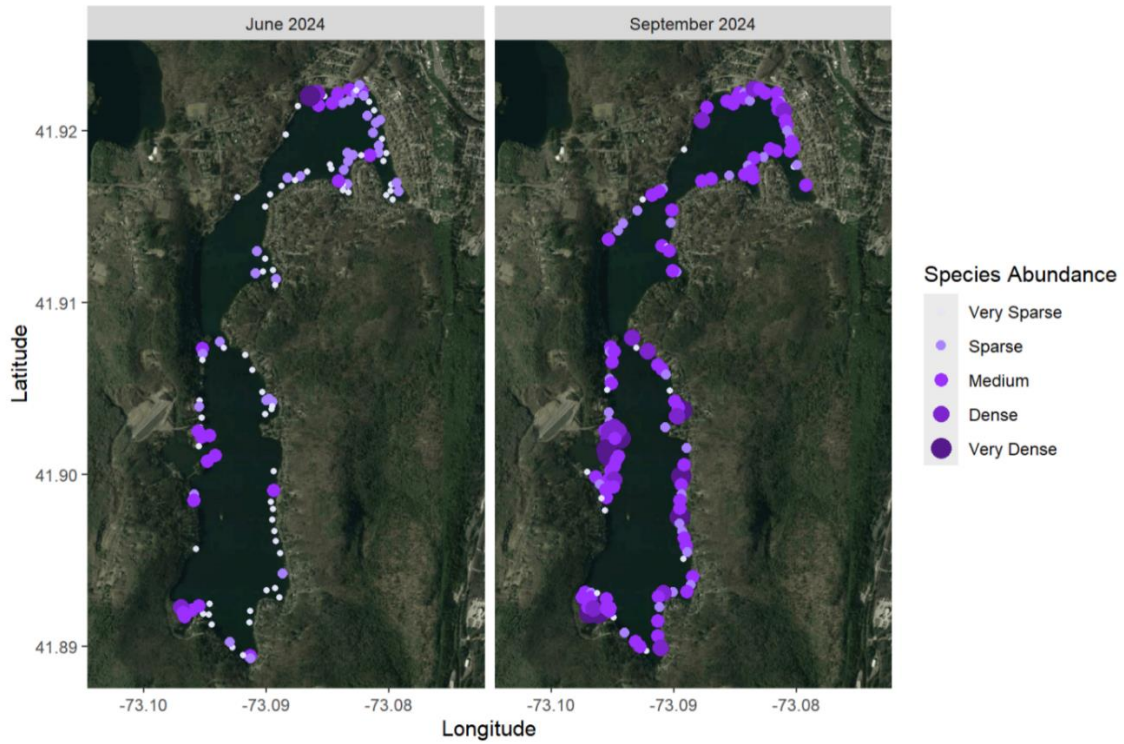 June 2024
September 2024
41.92
41.91
41.90
41.89
Latitude
-73.10
-73.09
-73.08
-73.10
-73.09
-73.08
Longitude
Species Abundance
Very Sparse
Sparse
Medium
Dense
Very Dense